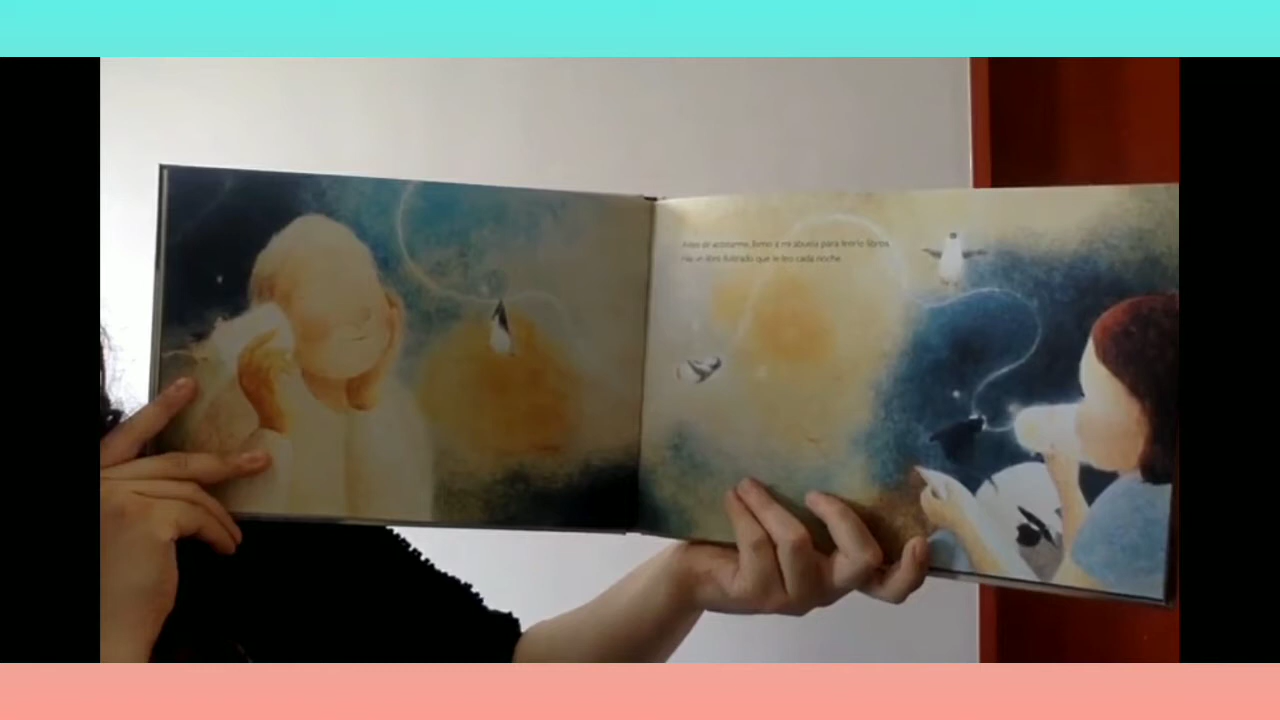 Antes de acostarme, llamo a mi abuela para leerle libros.
Hay un libro ilustrado que le leo cada noche.